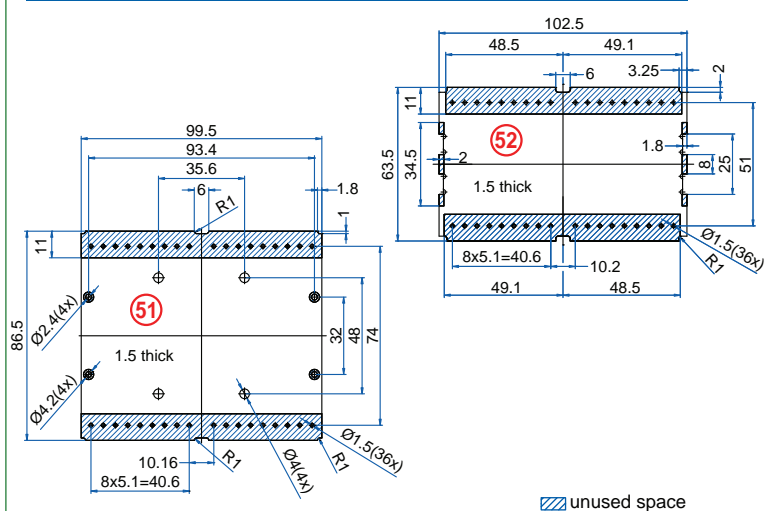 102.5
48.5
49.1
6
3.25
2
11
63.5
34.5
52
2
1.5 thick
1.8
8
25
51
8x5.1=40.6
10.2
Ø1.5(36x)
R1
49.1
48.5
99.5
93.4
35.6
6
R1
1.8
1
11
86.5
Ø2.4(4x)
51
1.5 thick
32
48
74
Ø4.2(4x)
10.16
8x5.1=40.6
R1
Ø4(4x)
R1
Ø1.5(36x)
unused space